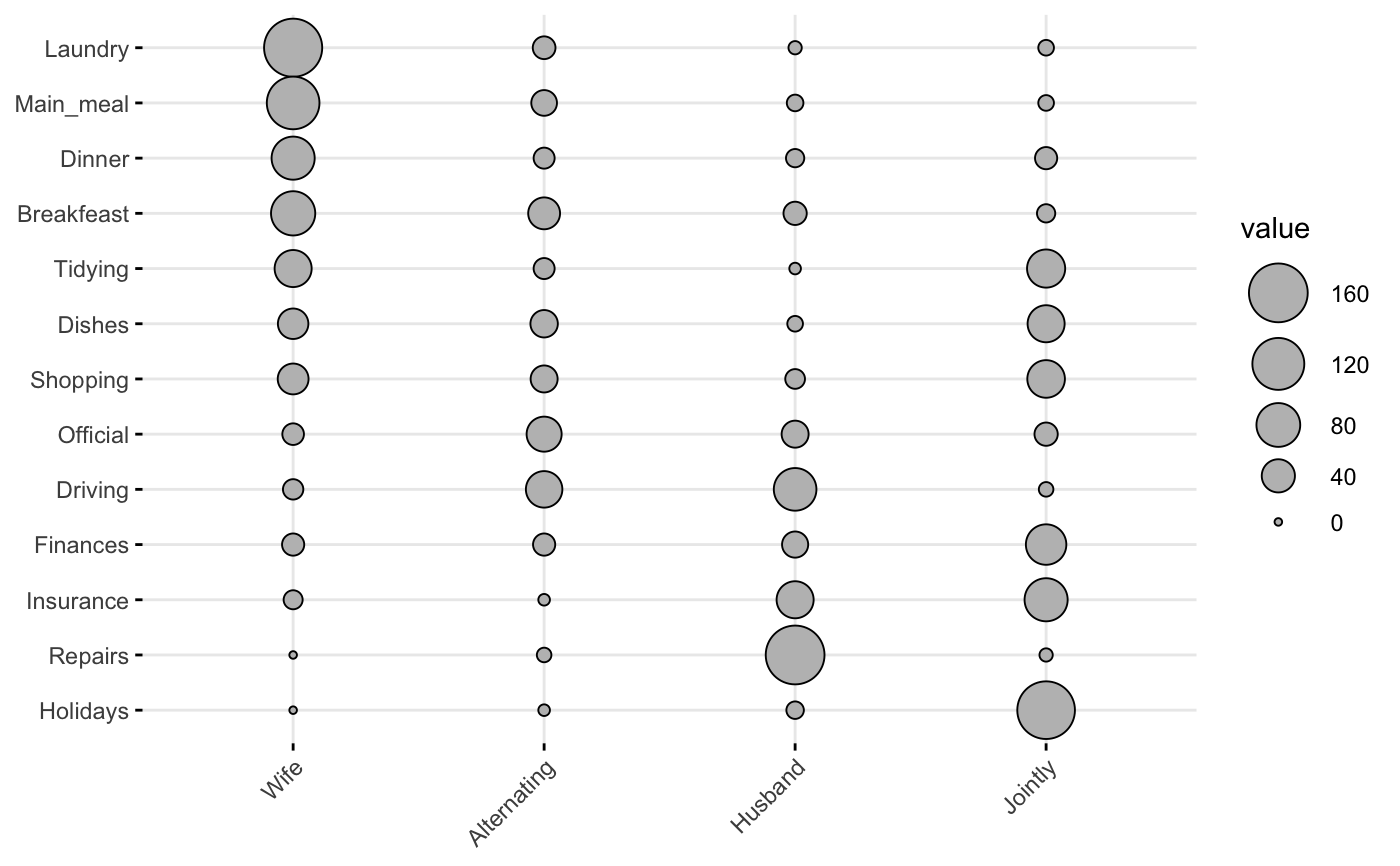 Laundry
Main_meal
Dinner
Breakfeast
Tidying
Dishes
Shopping
Official
Driving
Finances
Insurance
Repairs
Holidays
Wife
Alternating
Husband
Jointly
value
160
120
80
40
0